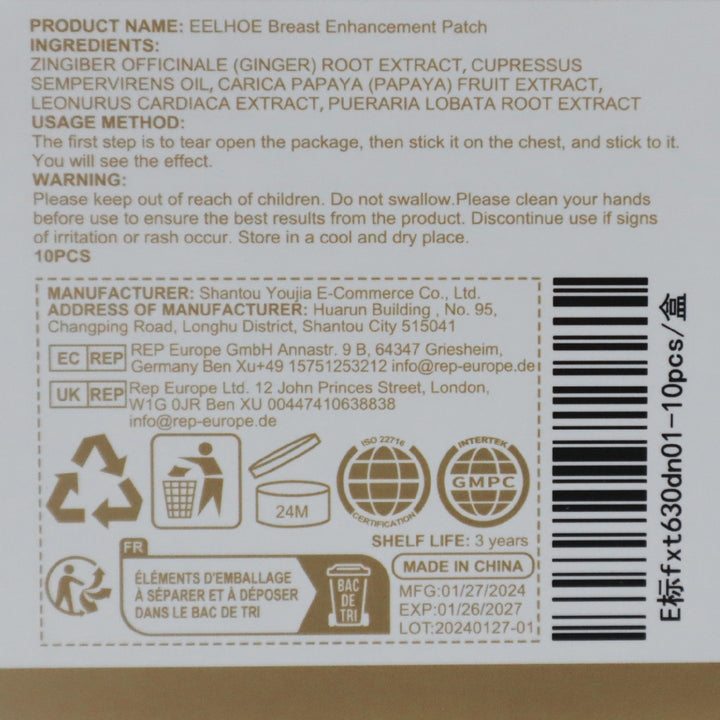 PRODUCT NAME: EELHOE Breast Enhancement Patch
INGREDIENTS:
ZINGIBER OFFICINALE (GINGER) ROOT EXTRACT, CUPRESSUS
SEMPERVIRENS OIL, CARICA PAPAYA (PAPAYA) FRUIT EXTRACT,
LEONURUS CARDIACA EXTRACT, PUERARIA LOBATA ROOT EXTRACT
USAGE METHOD:
The first step is to tear open the package, then stick it on the chest, and stick to it.
You will see the effect.
WARNING:
Please keep out of reach of children. Do not swallow.Please clean your hands
before use to ensure the best results from the product. Discontinue use if signs
of irritation or rash occur. Store in a cool and dry place.
10PCS
MANUFACTURER: Shantou Youjia E-Commerce Co., Ltd.
ADDRESS OF MANUFACTURER: Huarun Building , No. 95,
Changping Road, Longhu District, Shantou City 515041
EC REP REP Europe GmbH Annastr. 9 B, 64347 Griesheim,
Germany Ben Xu+49 15751253212 info@rep-europe.de
UK REP Rep Europe Ltd. 12 John Princes Street, London,
W1G 0JR Ben XU 00447410638838
info@rep-europe.de
24M
ISO 22716
CERTIFICATION
INTERTEK
GMPC
SHELF LIFE: 3 years
FR
ÉLÉMENTS D'EMBALLAGE
À SÉPARER ET À DÉPOSER
DANS LE BAC DE TRI
BAC
DE
TRI
MADE IN CHINA
MFG:01/27/2024
EXP:01/26/2027
LOT:20240127-01
E标fxt630dn01-10pcs/盒